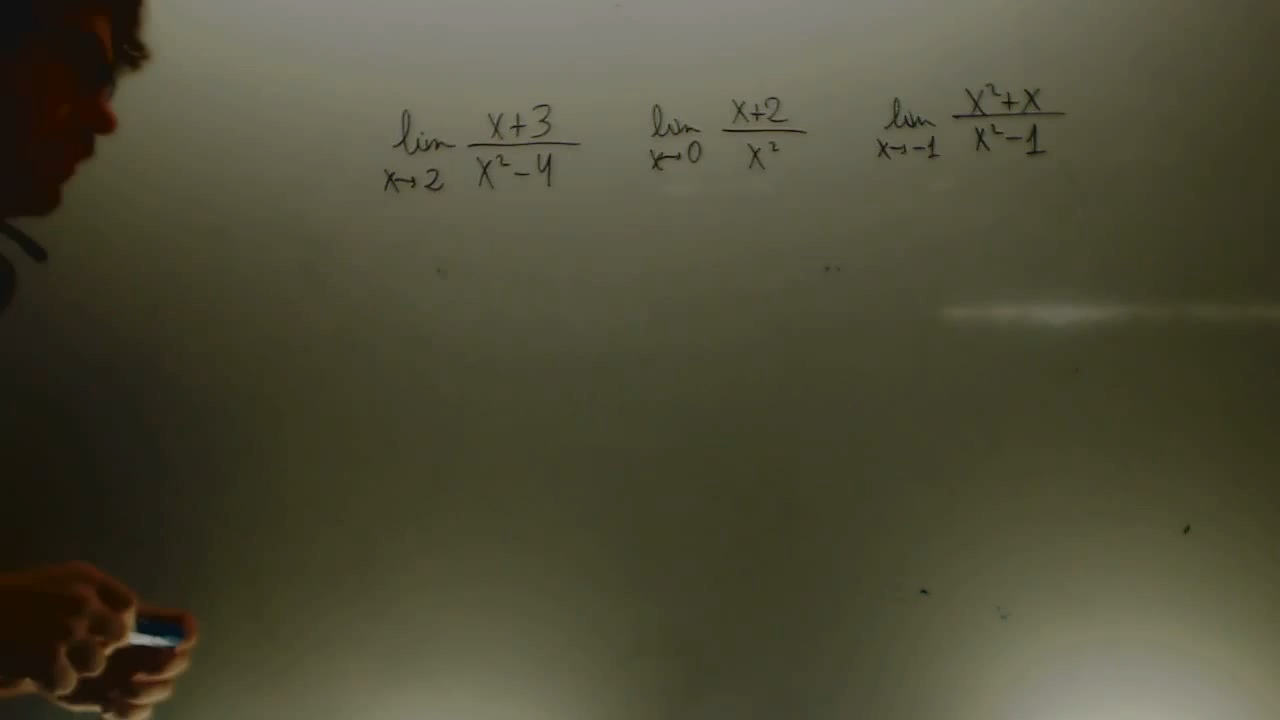 lim x→2 x+3 / x²-4
lim x→0 x+2 / x²
lim x→-1 x²+x / x²-1